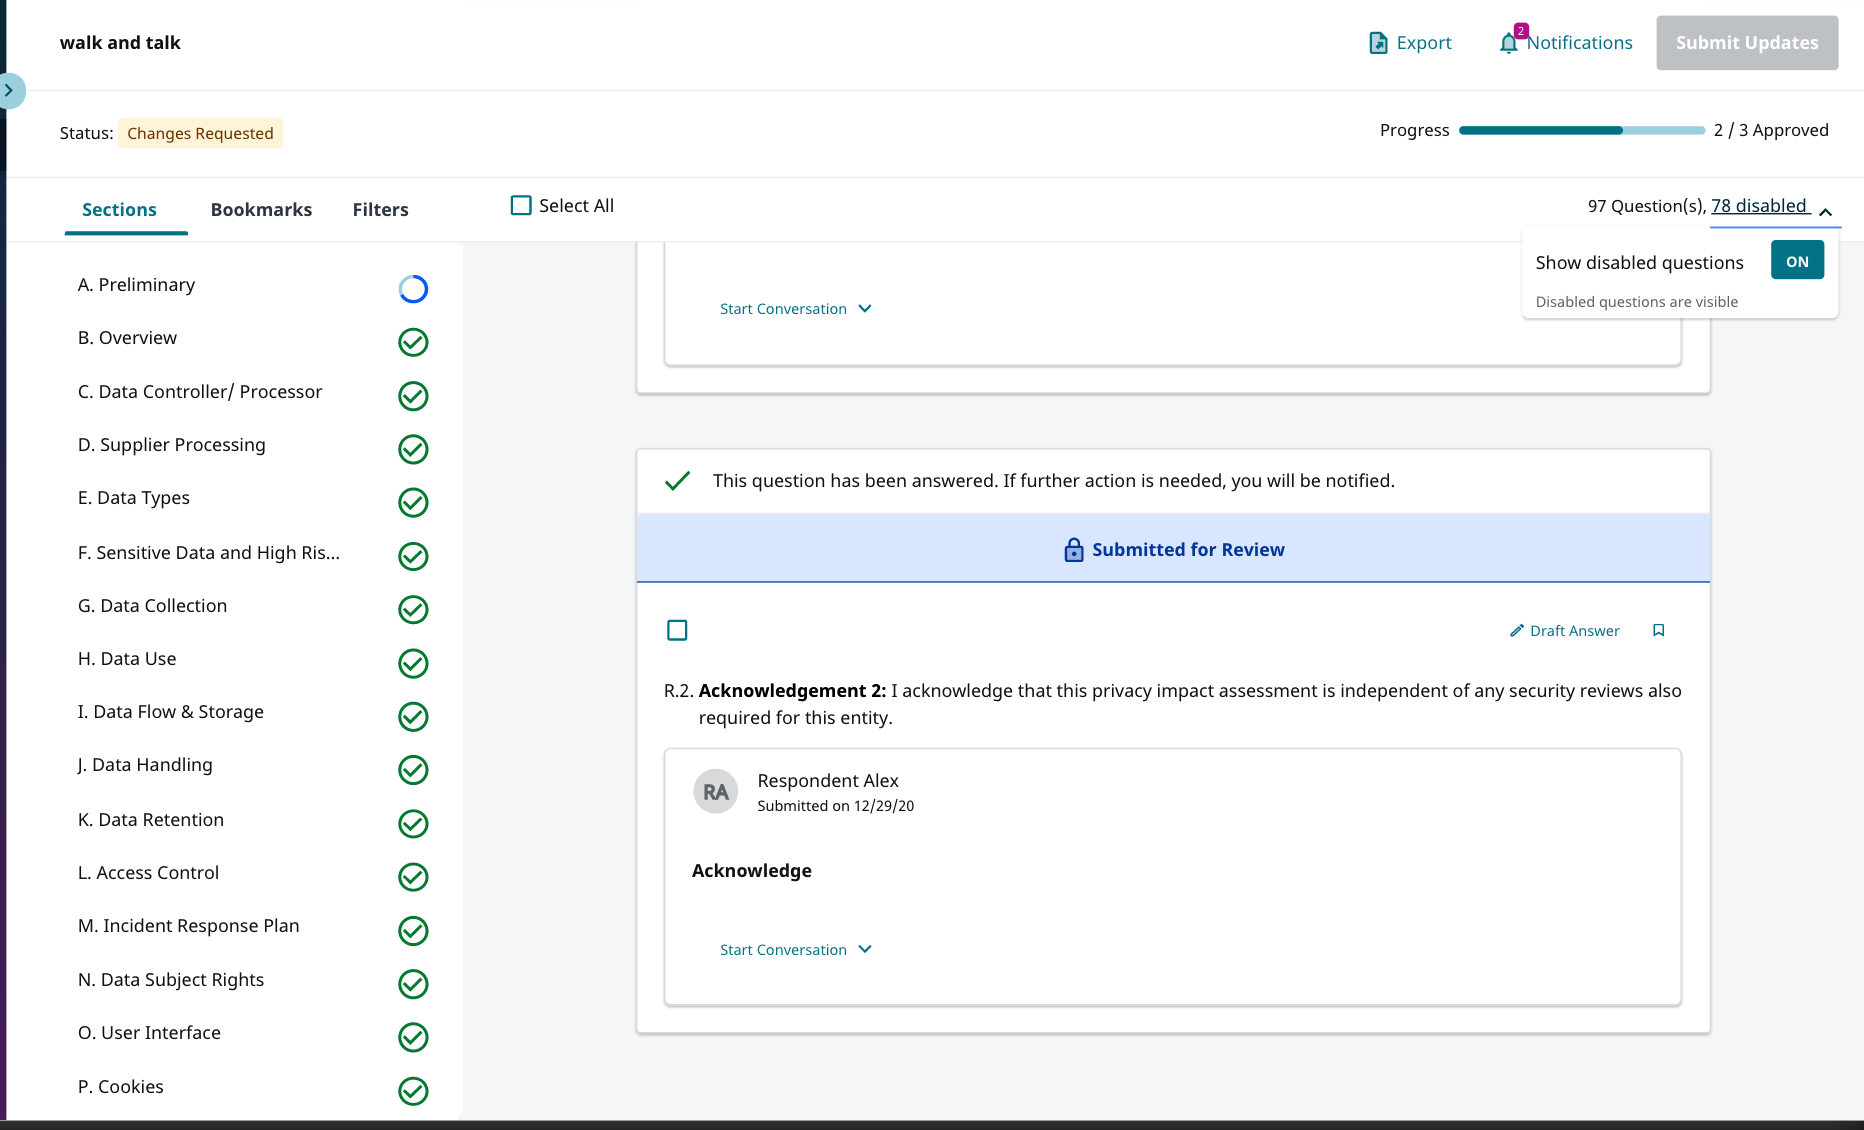 walk and talk
Export
2
Notifications
Submit Updates
Status: Changes Requested
Progress
2 / 3 Approved
Sections
Bookmarks
Filters
Select All
97 Question(s), 78 disabled
Show disabled questions
ON
Disabled questions are visible
A. Preliminary
B. Overview
C. Data Controller/ Processor
D. Supplier Processing
E. Data Types
F. Sensitive Data and High Ris...
G. Data Collection
H. Data Use
I. Data Flow & Storage
J. Data Handling
K. Data Retention
L. Access Control
M. Incident Response Plan
N. Data Subject Rights
O. User Interface
P. Cookies
Start Conversation
This question has been answered. If further action is needed, you will be notified.
Submitted for Review
Draft Answer
R.2. Acknowledgement 2: I acknowledge that this privacy impact assessment is independent of any security reviews also
required for this entity.
RA
Respondent Alex
Submitted on 12/29/20
Acknowledge
Start Conversation